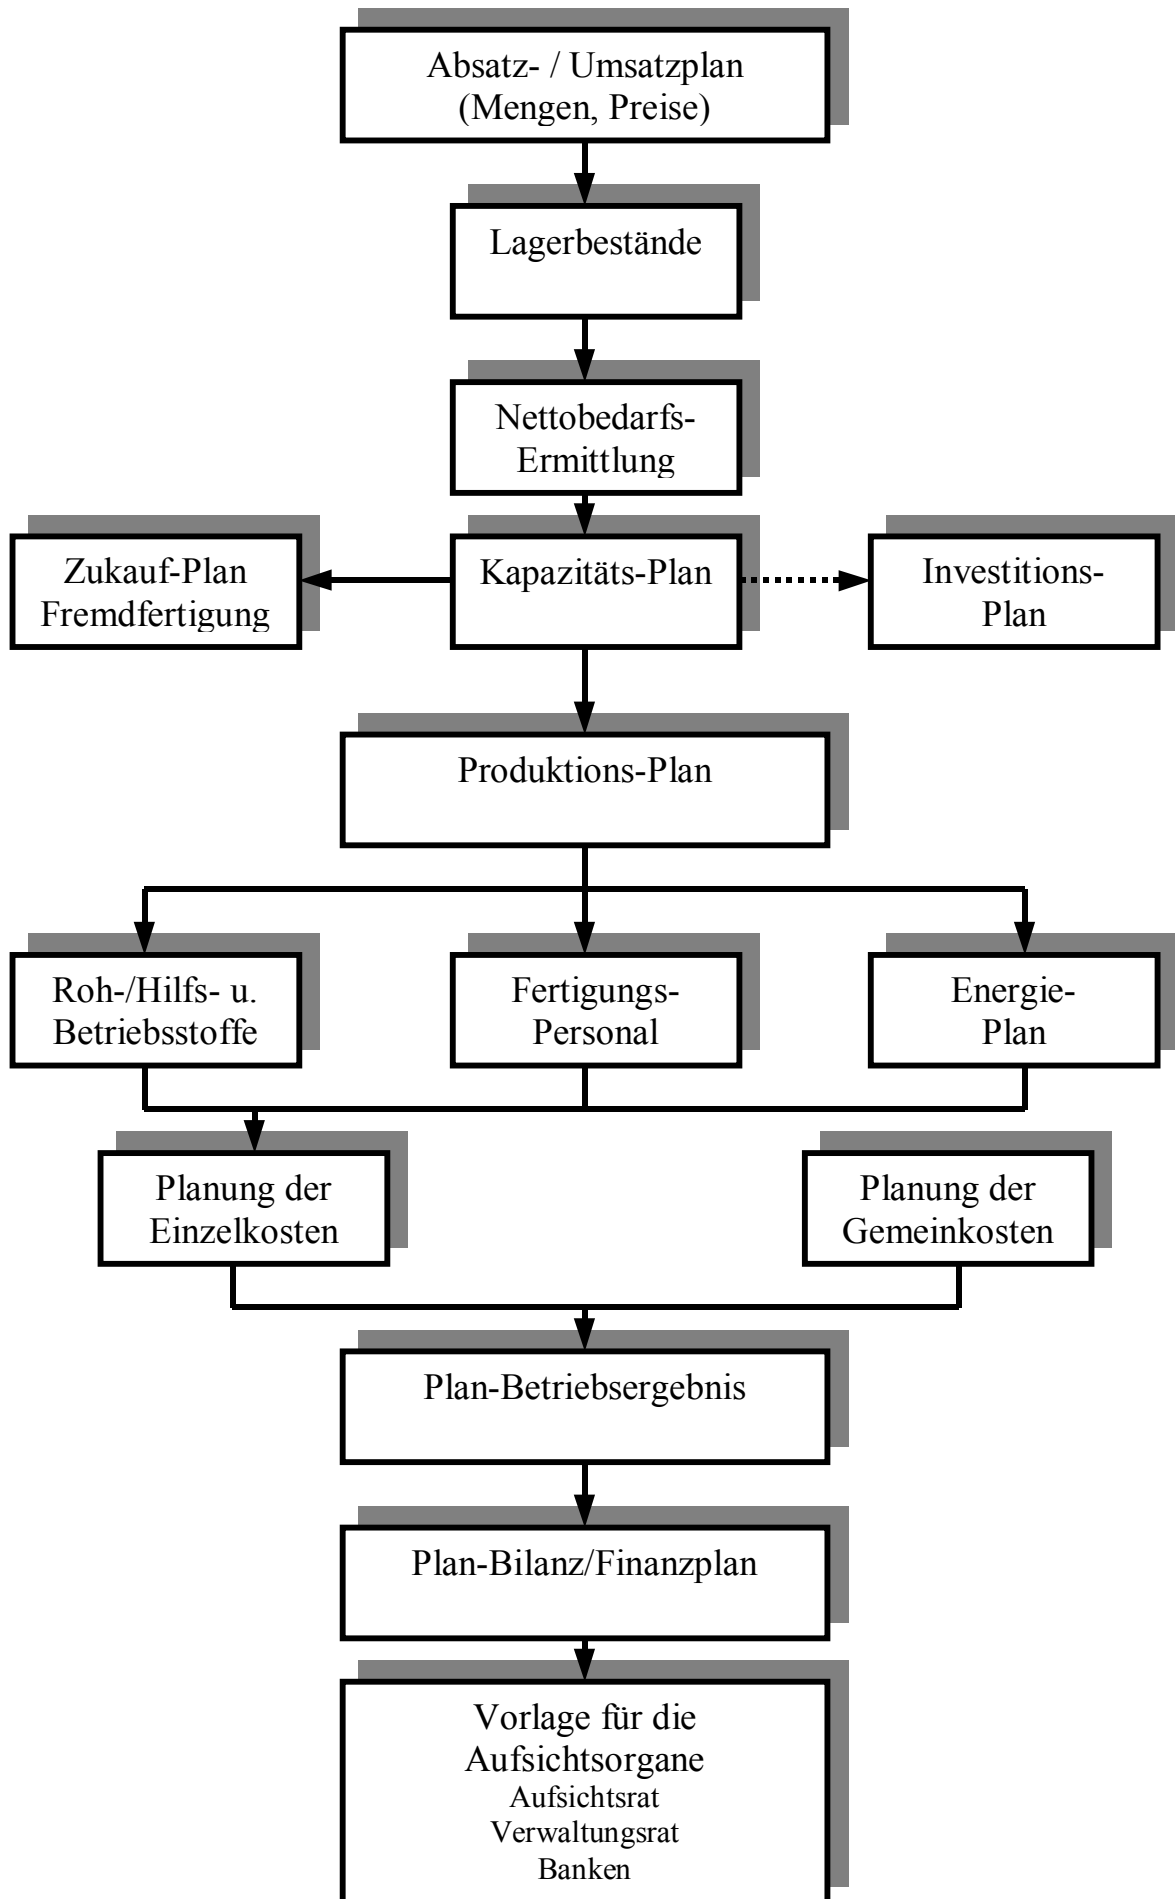 Absatz- / Umsatzplan
(Mengen, Preise)
Lagerbestände
Nettobedarfs-
Ermittlung
Zukauf-Plan
Fremdfertigung
Kapazitäts-Plan
Investitions-
Plan
Produktions-Plan
Roh-/Hilfs- u.
Betriebsstoffe
Fertigungs-
Personal
Energie-
Plan
Planung der
Einzelkosten
Planung der
Gemeinkosten
Plan-Betriebsergebnis
Plan-Bilanz/Finanzplan
Vorlage für die
Aufsichtsorgane
Aufsichtsrat
Verwaltungsrat
Banken